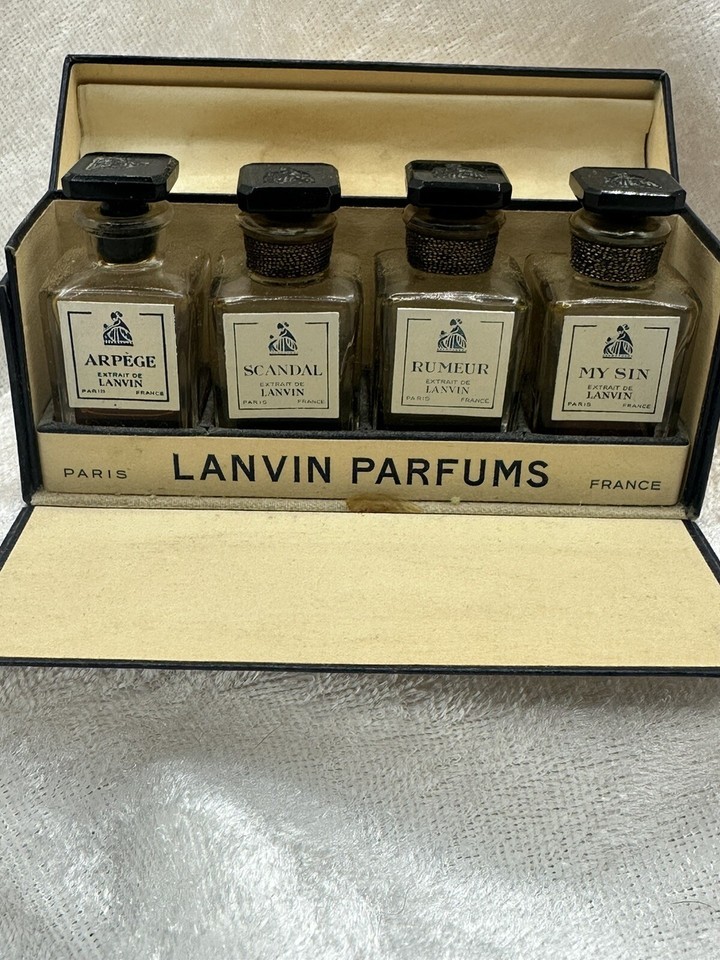 ARPÈGE
EXTRAIT DE
LANVIN
PARIS FRANCE
SCANDAL
EXTRAIT DE
LANVIN
PARIS FRANCE
RUMEUR
EXTRAIT DE
LANVIN
PARIS FRANCE
MY SIN
EXTRAIT DE
LANVIN
PARIS FRANCE
PARIS LANVIN PARFUMS FRANCE